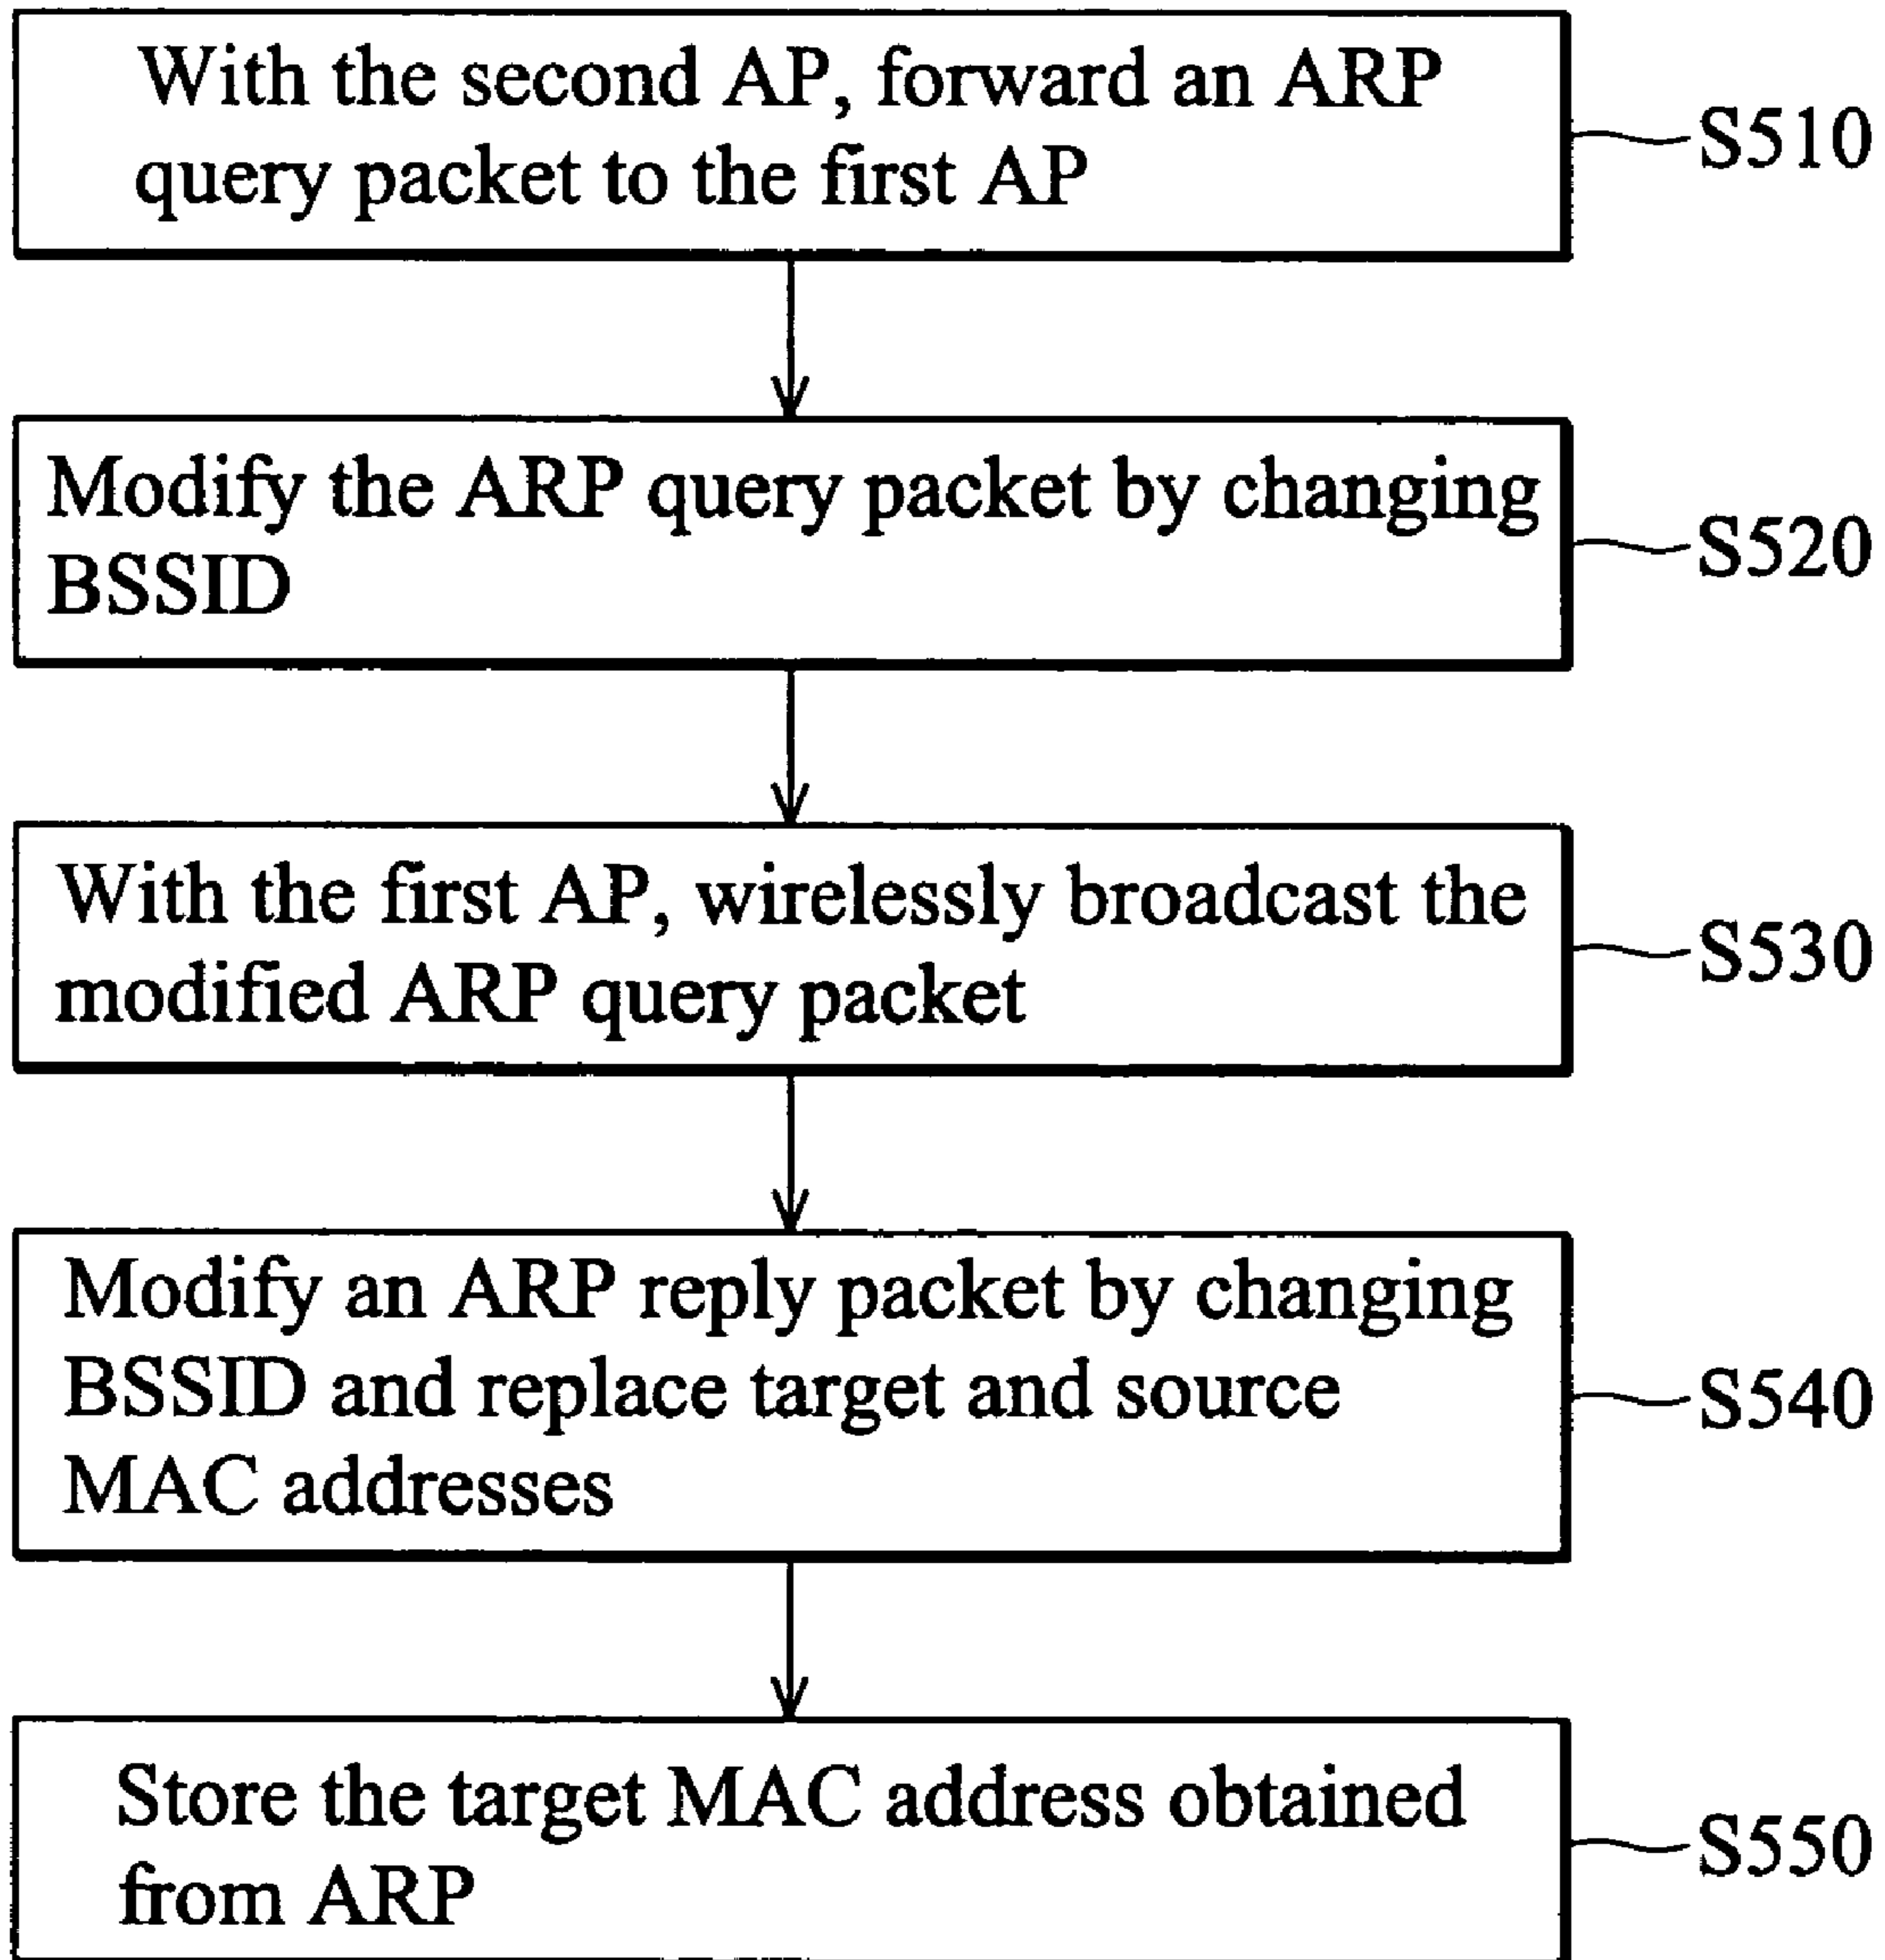 With the second AP, forward an ARP
query packet to the first AP
S510
Modify the ARP query packet by changing
BSSID
S520
With the first AP, wirelessly broadcast the
modified ARP query packet
S530
Modify an ARP reply packet by changing
BSSID and replace target and source
MAC addresses
S540
Store the target MAC address obtained
from ARP
S550